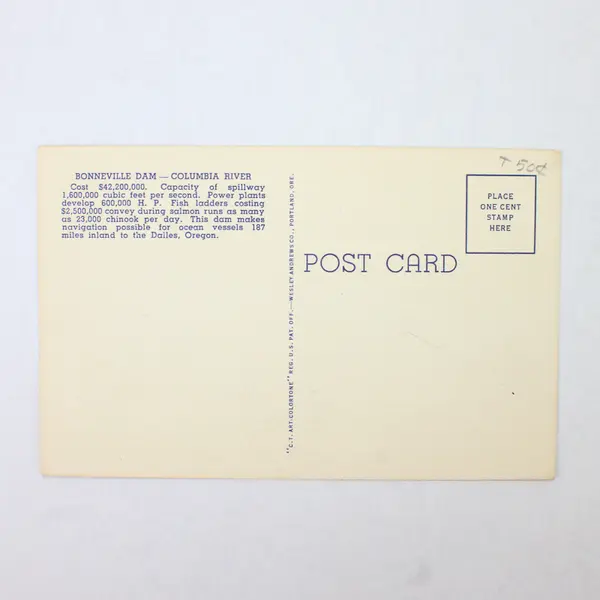 BONNEVILLE DAM — COLUMBIA RIVER
Cost $42,200,000. Capacity of spillway
1,600,000 cubic feet per second. Power plants
develop 600,000 H. P. Fish ladders costing
$2,500,000 convey during salmon runs as many
as 23,000 chinook per day. This dam makes
navigation possible for ocean vessels 187
miles inland to the Dalles, Oregon.
"C.T. ART-COLORTONE" REG. U.S. PAT. OFF.—WESLEY ANDREWS CO., PORTLAND, ORE.
POST CARD
T 50¢
PLACE
ONE CENT
STAMP
HERE